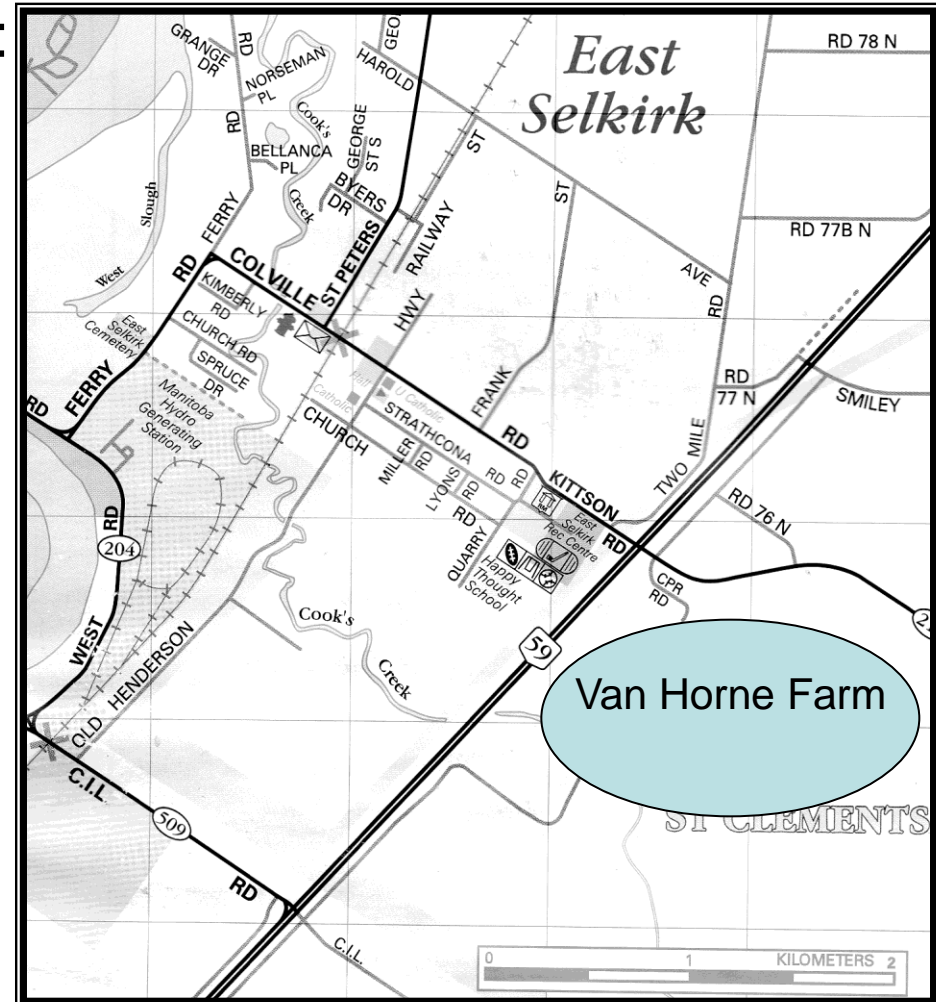 :
East
Selkirk
RD 78 N
GRANGE
DR
RD
NORSEMAN
PL
GEO
HAROLD
Cook's
BELLANCA
PL
RD
GEORGE
ST S
ST
Creek
BYERS
DR
Slough
West
FERRY
RD
COLVILLE
ST PETERS
RAILWAY
HWY
ST
AVE
RD
RD 77B N
KIMBERLY
RD
CHURCH RD
SPRUCE
DR
East
Selkirk
Cemetery
Manitoba
Hydro
Generating
Station
FERRY
RD
RD
204
WEST
Catholic
U Catholic
CHURCH
STRATHCONA
RD
MILLER
RD
LYONS
RD
RD
FRANK
RD
RD
KITTSON
RD
QUARRY
East
Selkirk
Rec Centre
Happy
Thought
School
TWO MILE
RD
77 N
SMILEY
RD 76 N
CPR
RD
59
Cook's
Creek
OLD HENDERSON
C.I.L
509
RD
C.I.L.
Van Horne Farm
ST CLEMENTS
0 1 KILOMETERS 2